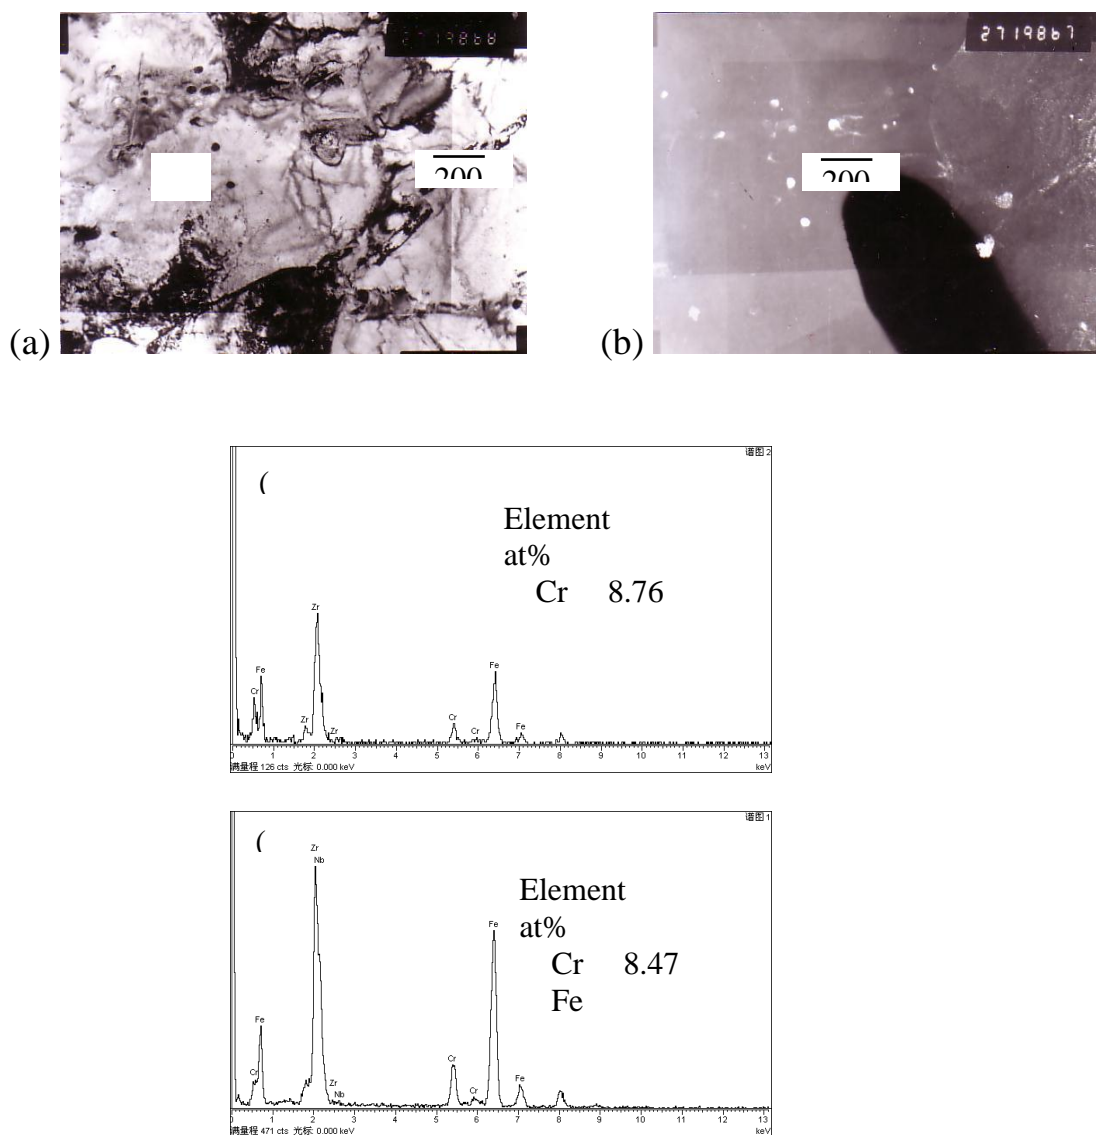 2719868
2719867
200
200
(a)
(b)
谱图 2
(
Element
at%
Cr 8.76
Zr
Fe
Cr
Zr
Zr
Fe
Cr
Cr
Fe
0 1 2 3 4 5 6 7 8 9 10 11 12 13
满量程 126 cts 光标: 0.000 keV
keV
谱图 1
(
Zr
Nb
Element
at%
Cr 8.47
Fe
Fe
Fe
Cr
Zr
Nb
Cr
Cr
Fe
0 1 2 3 4 5 6 7 8 9 10 11 12 13
满量程 471 cts 光标: 0.000 keV
keV